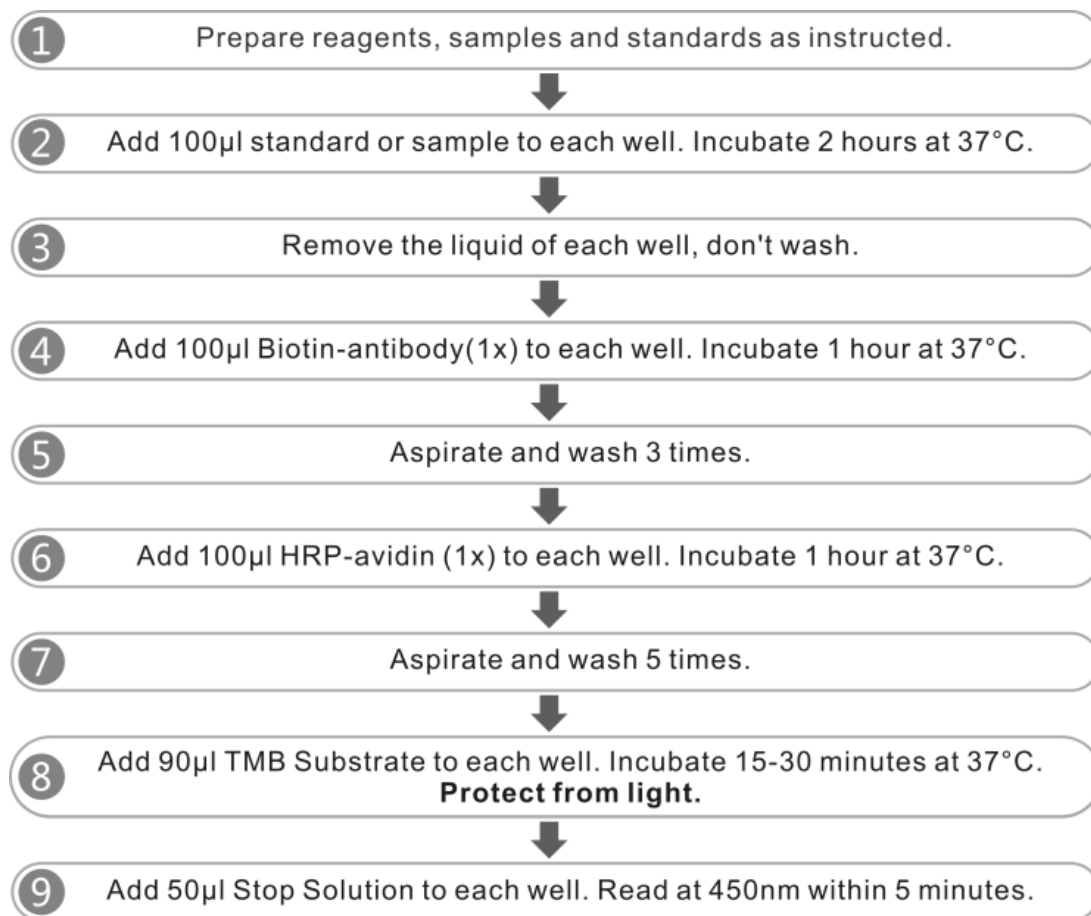 1 Prepare reagents, samples and standards as instructed.
2 Add 100µl standard or sample to each well. Incubate 2 hours at 37°C.
3 Remove the liquid of each well, don't wash.
4 Add 100µl Biotin-antibody(1x) to each well. Incubate 1 hour at 37°C.
5 Aspirate and wash 3 times.
6 Add 100µl HRP-avidin (1x) to each well. Incubate 1 hour at 37°C.
7 Aspirate and wash 5 times.
8 Add 90µl TMB Substrate to each well. Incubate 15-30 minutes at 37°C.
Protect from light.
9 Add 50µl Stop Solution to each well. Read at 450nm within 5 minutes.